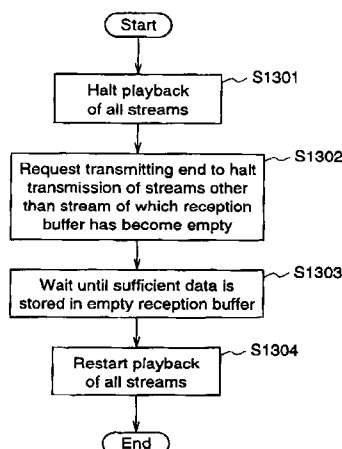 Start
S1301
Halt playback
of all streams
S1302
Request transmitting end to halt
transmission of streams other
than stream of which reception
buffer has become empty
S1303
Wait until sufficient data is
stored in empty reception buffer
S1304
Restart playback
of all streams
End